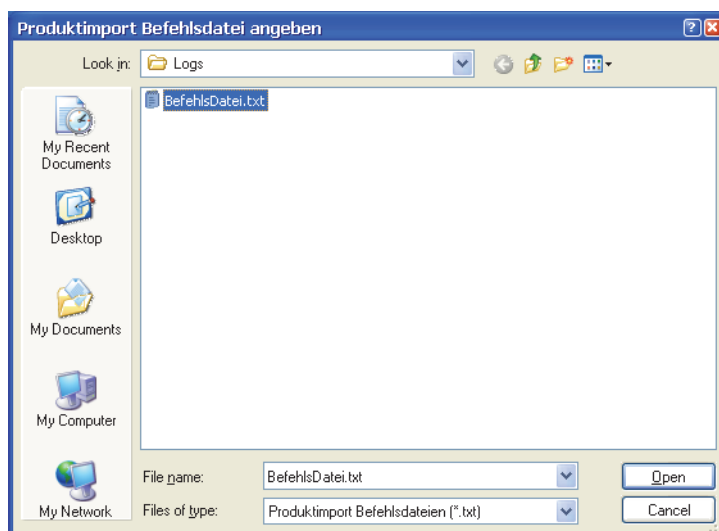 Produktimport Befehlsdatei angeben
Look in: Logs
BefehlsDatei.txt
My Recent
Documents
Desktop
My Documents
My Computer
My Network
File name: BefehlsDatei.txt Open
Files of type: Produktimport Befehlsdateien (*.txt) Cancel